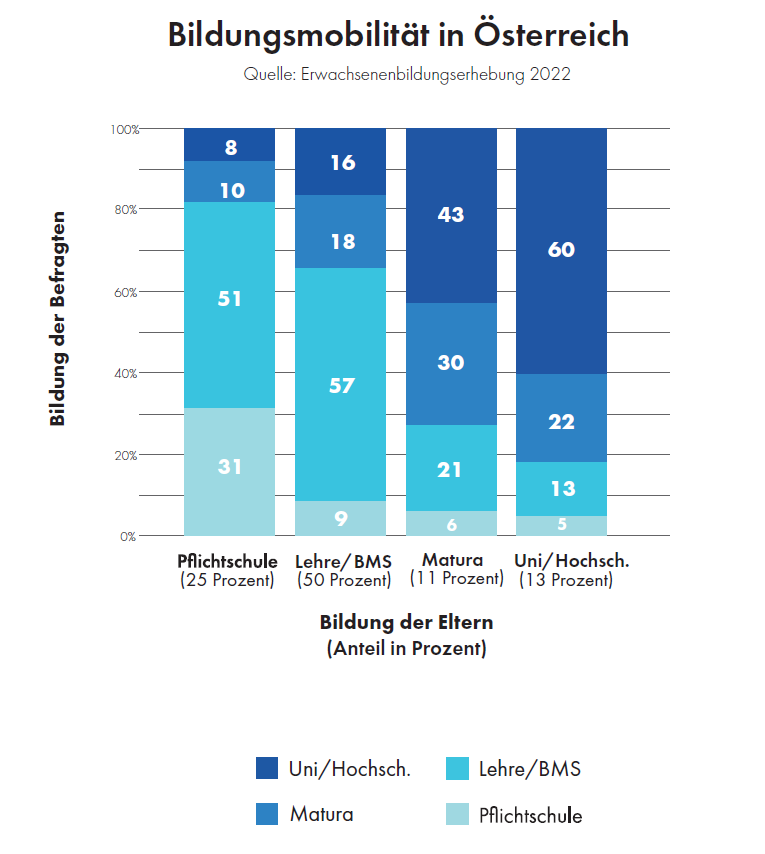 Bildungsmobilität in Österreich
Quelle: Erwachsenenbildungserhebung 2022
Bildung der Befragten
100%
80%
60%
40%
20%
0%
8
10
51
31
16
18
57
9
43
30
21
6
60
22
13
5
Pflichtschule
(25 Prozent)
Lehre/BMS
(50 Prozent)
Matura
(11 Prozent)
Uni/Hochsch.
(13 Prozent)
Bildung der Eltern
(Anteil in Prozent)
Uni/Hochsch.
Lehre/BMS
Matura
Pflichtschule